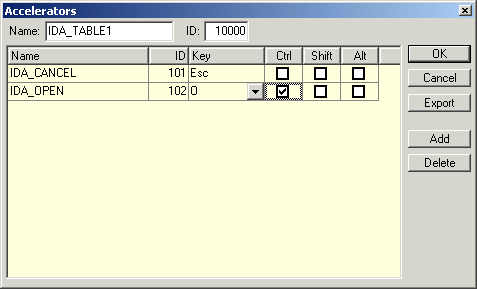 Accelerators
Name: IDA_TABLE1 ID: 10000
Name ID Key Ctrl Shift Alt
IDA_CANCEL 101 Esc
IDA_OPEN 102 O
OK
Cancel
Export
Add
Delete